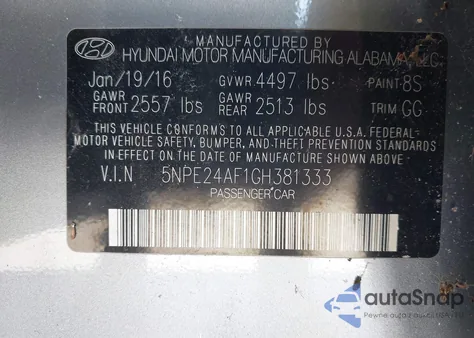 MANUFACTURED BY
HYUNDAI MOTOR MANUFACTURING ALABAMA, LLC
Jan/19/16 GVWR 4497 lbs PAINT 8S
GAWR FRONT 2557 lbs GAWR REAR 2513 lbs TRIM GG
THIS VEHICLE CONFORMS TO ALL APPLICABLE U.S.A. FEDERAL
MOTOR VEHICLE SAFETY, BUMPER, AND THEFT PREVENTION STANDARDS
IN EFFECT ON THE DATE OF MANUFACTURE SHOWN ABOVE.
V.I.N 5NPE24AF1GH381333
PASSENGER CAR
autoSnap